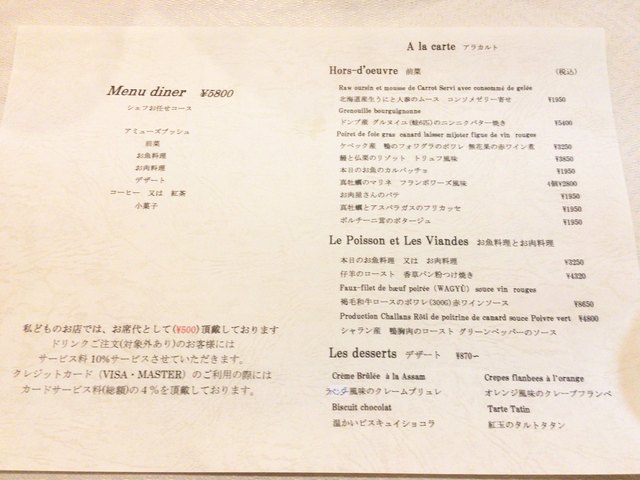 Menu diner ¥5800
シェフお任せコース
アミューズブッシュ
前菜
お魚料理
お肉料理
デザート
コーヒー 又は 紅茶
小菓子
私どものお店では、お席代として(¥500)頂戴しております
ドリンクご注文(対象外あり)のお客様には
サービス料10%サービスさせていただきます。
クレジットカード(VISA・MASTER)のご利用の際には
カードサービス料(総額)の4%を頂戴しております。
A la carte アラカルト
Hors-d'oeuvre 前菜 (税込)
Raw oursin et mousse de Carrot Servi avec consommé de gelée
北海道産生うにと人参のムース コンソメゼリー寄せ ¥1950
Grenouille bourguignonne
ドンブ産 グルヌイユ(蛙6匹)のニンニクバター焼き ¥5400
Poiret de foie gras canard laisser mijoter figue de vin rouges
ケベック産 鴨のフォワグラのポワレ 無花果の赤ワイン煮 ¥3250
鰻と仏栗のリゾット トリュフ風味 ¥3850
本日のお魚のカルパッチョ ¥1950
真牡蠣のマリネ フランボワーズ風味 4個¥2800
お肉屋さんのパテ ¥1950
真牡蠣とアスパラガスのフリカッセ ¥1950
ポルチーニ茸のポタージュ ¥1950
Le Poisson et Les Viandes お魚料理とお肉料理
本日のお魚料理 又は お肉料理 ¥3250
仔羊のロースト 香草パン粉つけ焼き ¥4320
Faux-filet de bœuf poirée (WAGYU) souce vin rouges
褐毛和牛ロースのポワレ(300G)赤ワインソース ¥8650
Production Challans Rôti de poitrine de canard souce Poivre vert ¥4800
シャラン産 鴨胸肉のロースト グリーンペッパーのソース
Les desserts デザート ¥870~
Crème Brûlée à la Assam
風味のクレームブリュレ
Crepes flanbees à l'orange
オレンジ風味のクレープフランベ
Biscuit chocolat
温かいビスキュイショコラ
Tarte Tatin
紅玉のタルトタタン